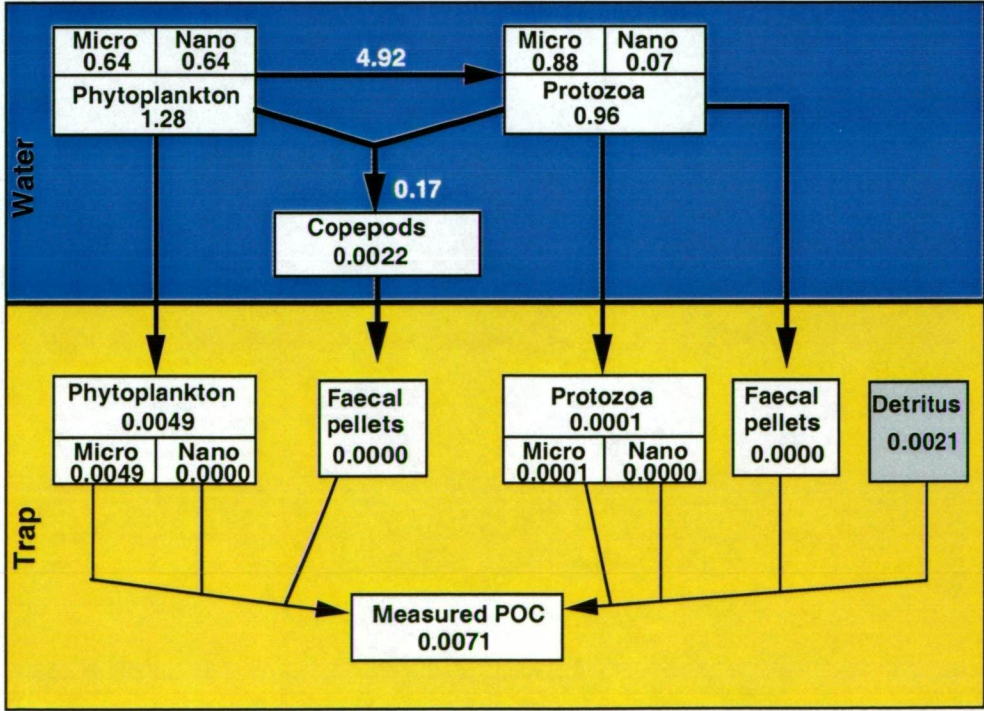 Water
Micro Nano
0.64 0.64
Phytoplankton
1.28
4.92
Micro Nano
0.88 0.07
Protozoa
0.96
0.17
Copepods
0.0022
Trap
Phytoplankton
0.0049
Micro Nano
0.0049 0.0000
Faecal
pellets
0.0000
Protozoa
0.0001
Micro Nano
0.0001 0.0000
Faecal
pellets
0.0000
Detritus
0.0021
Measured POC
0.0071